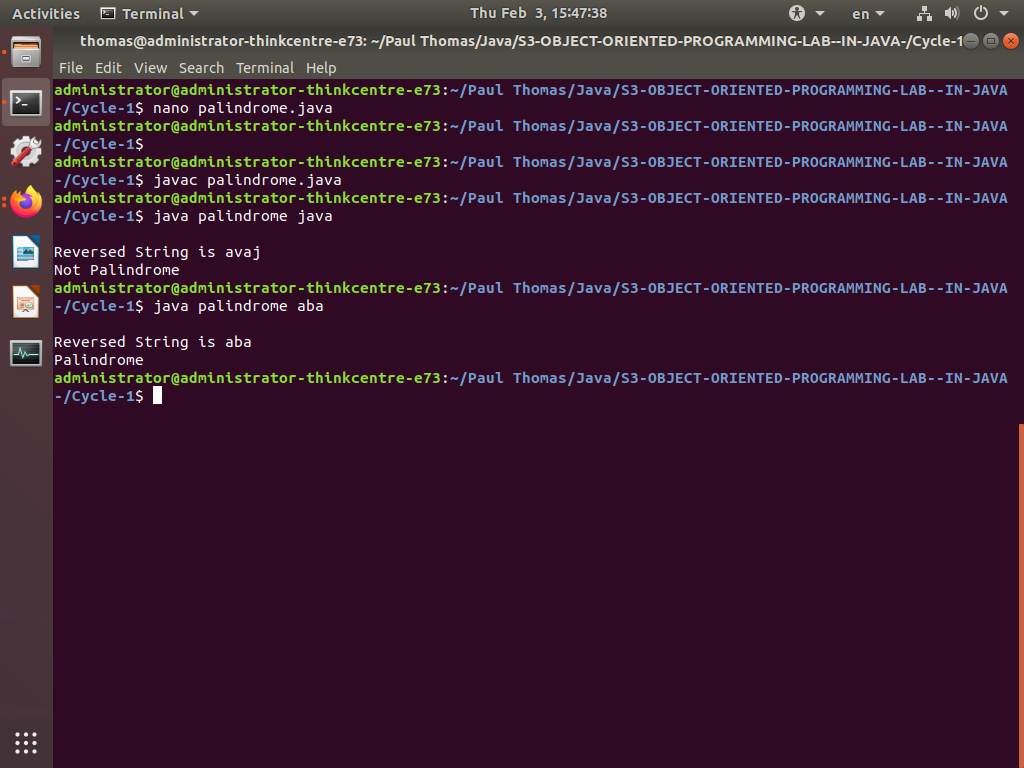 Activities Terminal Thu Feb 3, 15:47:38 en
thomas@administrator-thinkcentre-e73: ~/Paul Thomas/Java/S3-OBJECT-ORIENTED-PROGRAMMING-LAB--IN-JAVA-/Cycle-1
File Edit View Search Terminal Help
administrator@administrator-thinkcentre-e73:~/Paul Thomas/Java/S3-OBJECT-ORIENTED-PROGRAMMING-LAB--IN-JAVA
-/Cycle-1$ nano palindrome.java
administrator@administrator-thinkcentre-e73:~/Paul Thomas/Java/S3-OBJECT-ORIENTED-PROGRAMMING-LAB--IN-JAVA
-/Cycle-1$
administrator@administrator-thinkcentre-e73:~/Paul Thomas/Java/S3-OBJECT-ORIENTED-PROGRAMMING-LAB--IN-JAVA
-/Cycle-1$ javac palindrome.java
administrator@administrator-thinkcentre-e73:~/Paul Thomas/Java/S3-OBJECT-ORIENTED-PROGRAMMING-LAB--IN-JAVA
-/Cycle-1$ java palindrome java
Reversed String is avaj
Not Palindrome
administrator@administrator-thinkcentre-e73:~/Paul Thomas/Java/S3-OBJECT-ORIENTED-PROGRAMMING-LAB--IN-JAVA
-/Cycle-1$ java palindrome aba
Reversed String is aba
Palindrome
administrator@administrator-thinkcentre-e73:~/Paul Thomas/Java/S3-OBJECT-ORIENTED-PROGRAMMING-LAB--IN-JAVA
-/Cycle-1$